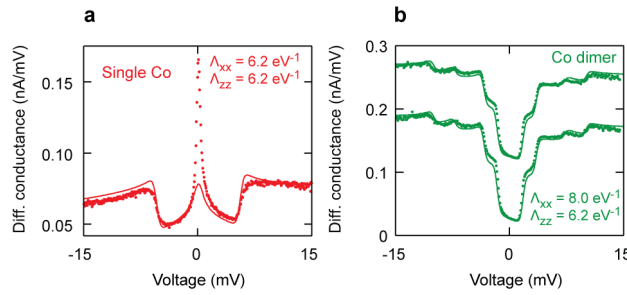 a
Single Co
Λxx = 6.2 eV⁻¹
Λzz = 6.2 eV⁻¹
Diff. conductance (nA/mV)
0.15
0.10
0.05
-15
0
15
Voltage (mV)
b
Co dimer
Λxx = 8.0 eV⁻¹
Λzz = 6.2 eV⁻¹
Diff. conductance (nA/mV)
0.3
0.2
0.1
0
-15
0
15
Voltage (mV)